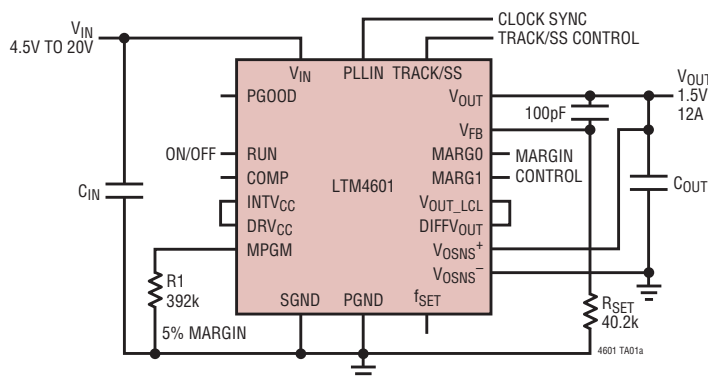 CLOCK SYNC
TRACK/SS CONTROL
VIN
4.5V TO 20V
VIN
PLLIN
TRACK/SS
PGOOD
RUN
COMP
INTVCC
DRVCC
MPGM
SGND
PGND
fSET
LTM4601
VOUT
VFB
MARG0
MARG1
VOUT_LCL
DIFFVOUT
VOSNS+
VOSNS–
ON/OFF
CIN
R1
392k
5% MARGIN
100pF
MARGIN
CONTROL
VOUT
1.5V
12A
COUT
RSET
40.2k
4601 TA01a